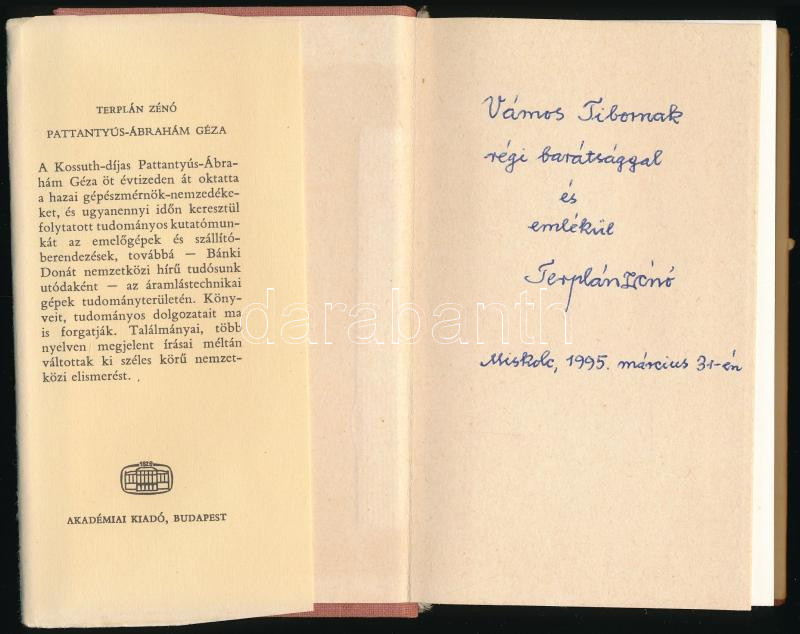 TERPLÁN ZÉNÓ
PATTANTYÚS-ÁBRAHÁM GÉZA
A Kossuth-díjas Pattantyús-Ábra-
hám Géza öt évtizeden át oktatta
a hazai gépészmérnök-nemzedéke-
ket, és ugyanennyi időn keresztül
folytatott tudományos kutatómun-
kát az emelőgépek és szállító-
berendezések, továbbá — Bánki
Donát nemzetközi hírű tudósunk
utódaként — az áramlástechnikai
gépek tudományterületén. Köny-
veit, tudományos dolgozatait ma
is forgatják. Találmányai, több
nyelven megjelent írásai méltán
váltottak ki széles körű nemzet-
közi elismerést.
1828
AKADÉMIAI KIADÓ, BUDAPEST
Vámos Tibornak
régi barátsággal
és
emlékül
Terplán Zénó
Miskolc, 1995. március 31-én
darabanth